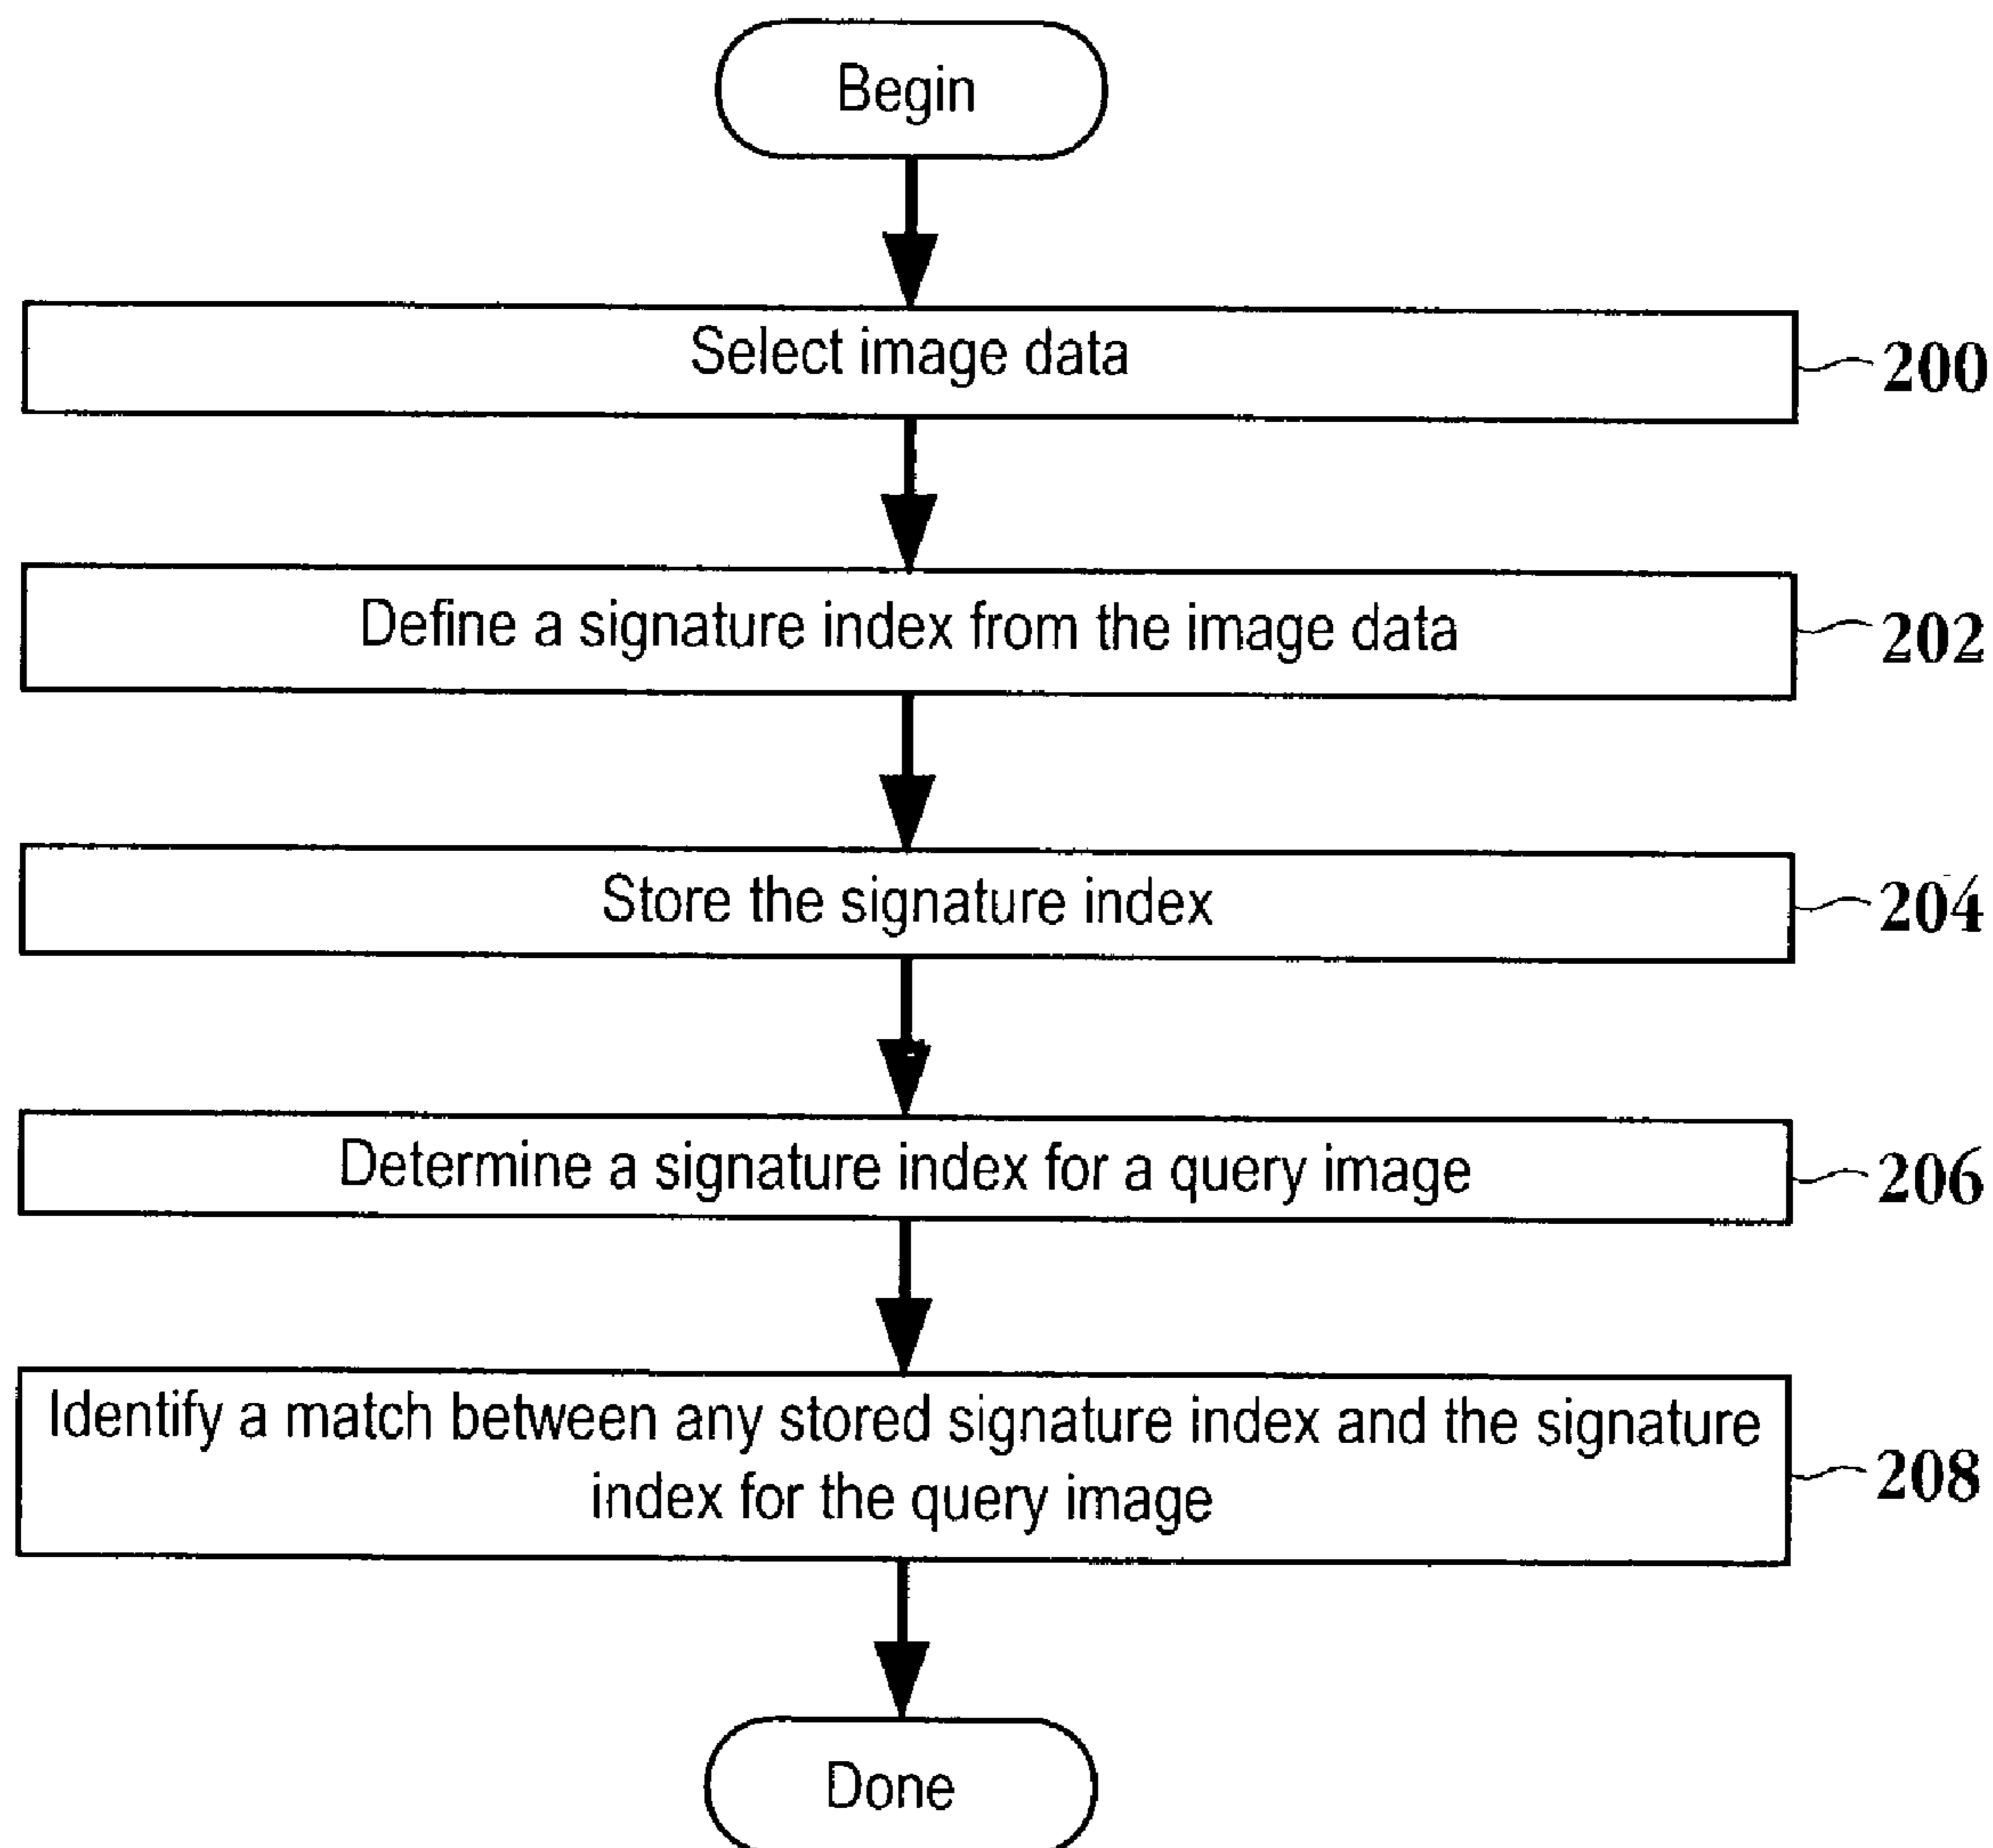 Begin
Select image data
200
Define a signature index from the image data
202
Store the signature index
204
Determine a signature index for a query image
206
Identify a match between any stored signature index and the signature
index for the query image
208
Done